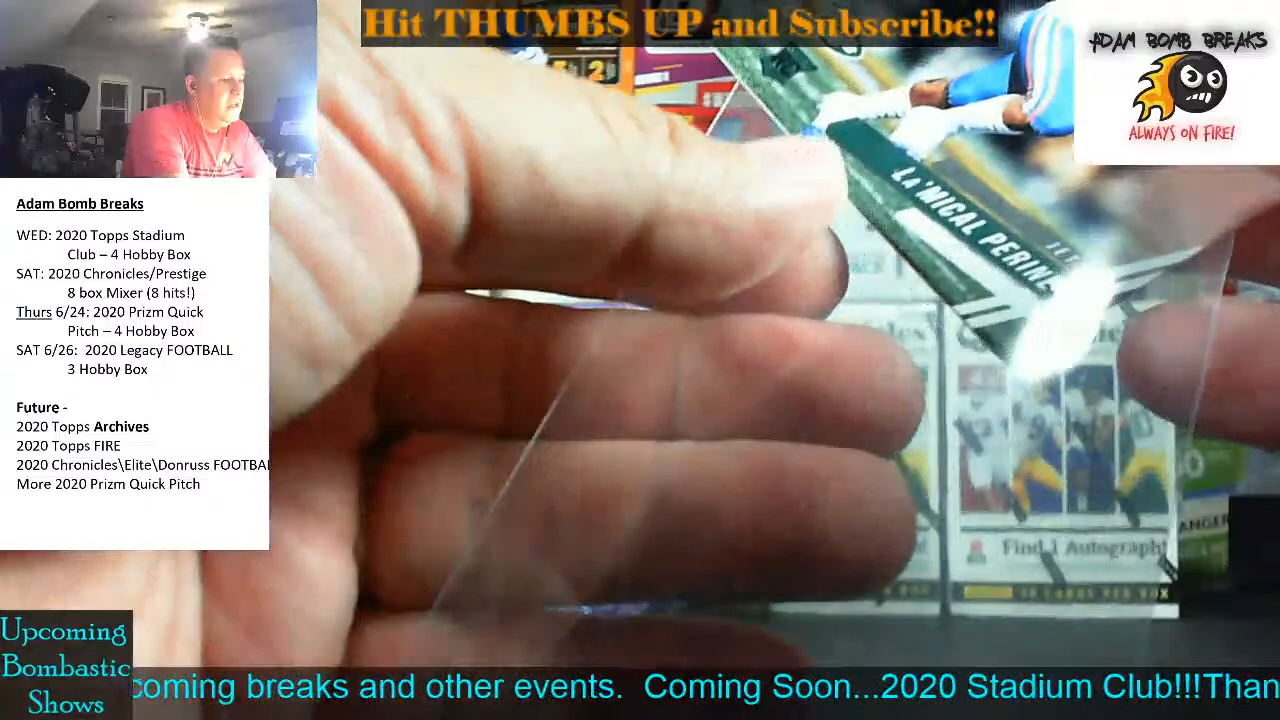 Hit THUMBS UP and Subscribe!!
ADAM BOMB BREAKS
ALWAYS ON FIRE!
Adam Bomb Breaks
WED: 2020 Topps Stadium
Club – 4 Hobby Box
SAT: 2020 Chronicles/Prestige
8 box Mixer (8 hits!)
Thurs 6/24: 2020 Prizm Quick
Pitch – 4 Hobby Box
SAT 6/26: 2020 Legacy FOOTBALL
3 Hobby Box
Future -
2020 Topps Archives
2020 Topps FIRE
2020 Chronicles\Elite\Donruss FOOTBAL
More 2020 Prizm Quick Pitch
LA'MICAL PERINE
Find 1 Autograph!
ANGER
Upcoming
Bombastic
Shows
coming breaks and other events. Coming Soon...2020 Stadium Club!!!Than